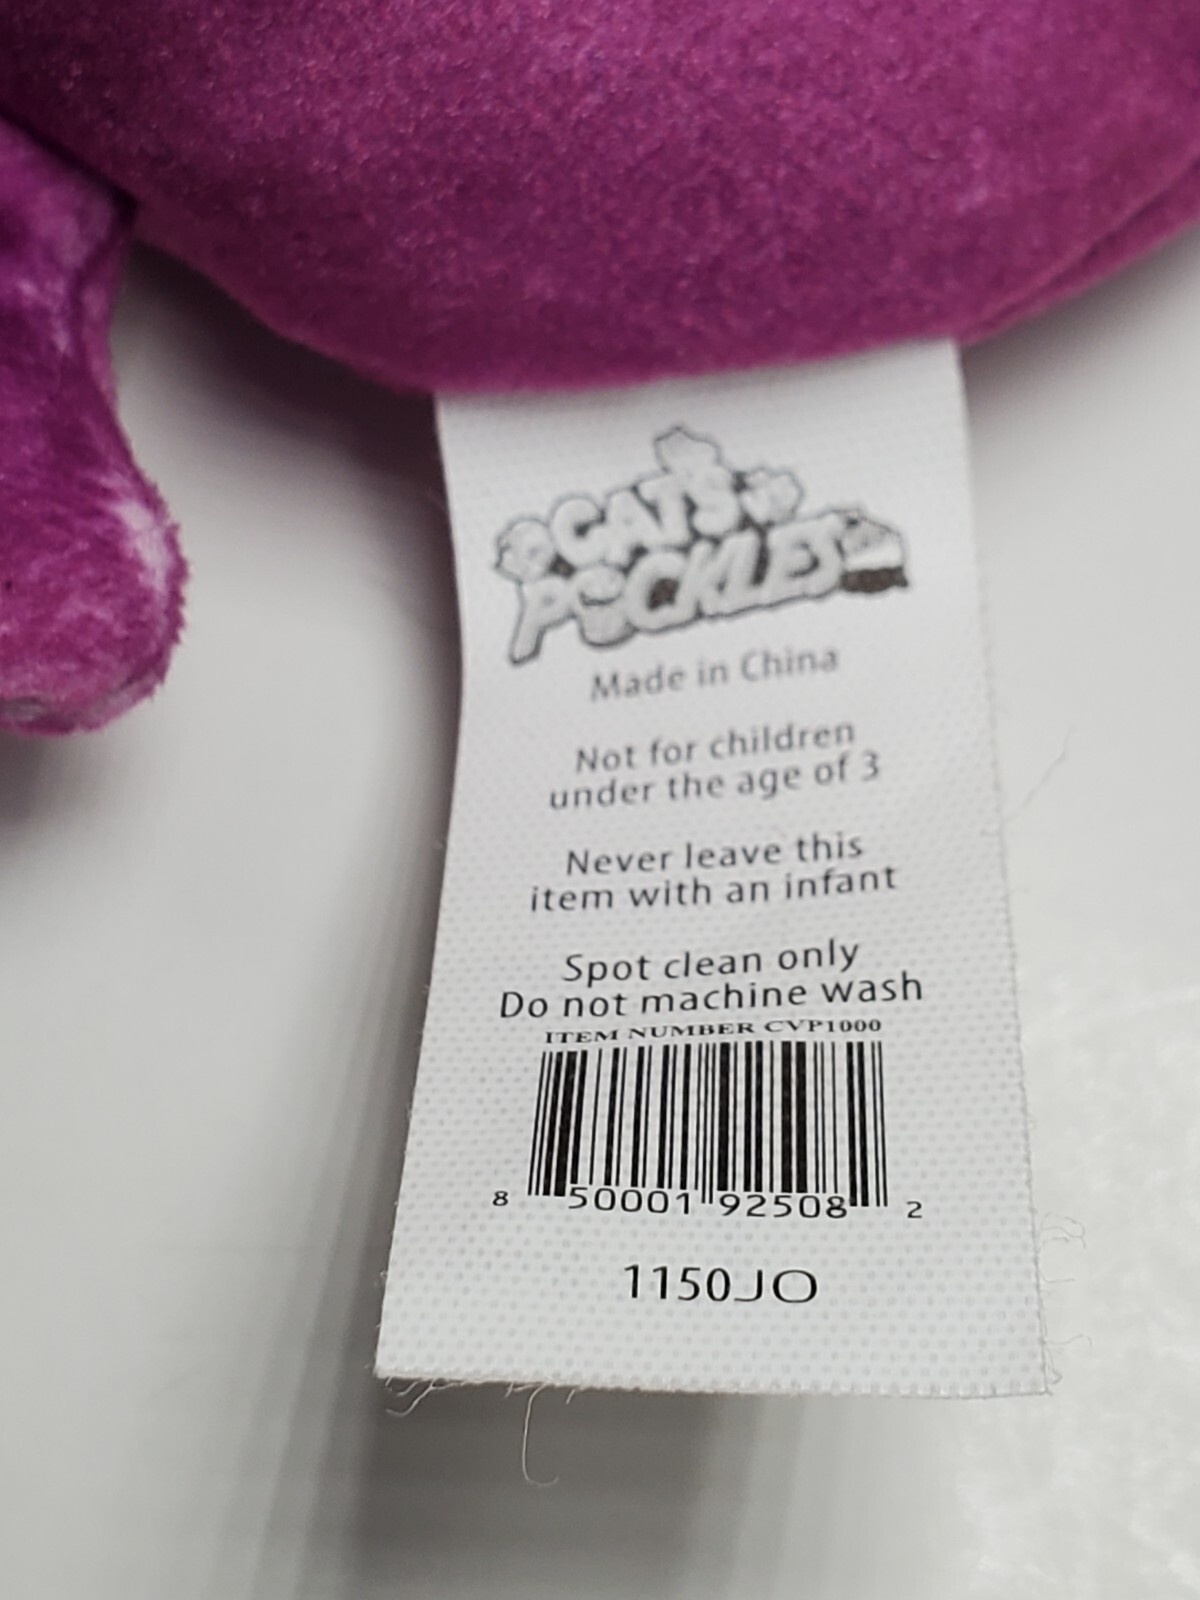 CATS vs
PICKLES
Made in China
Not for children
under the age of 3
Never leave this
item with an infant
Spot clean only
Do not machine wash
ITEM NUMBER CVP1000
8 50001 92508 2
1150JO